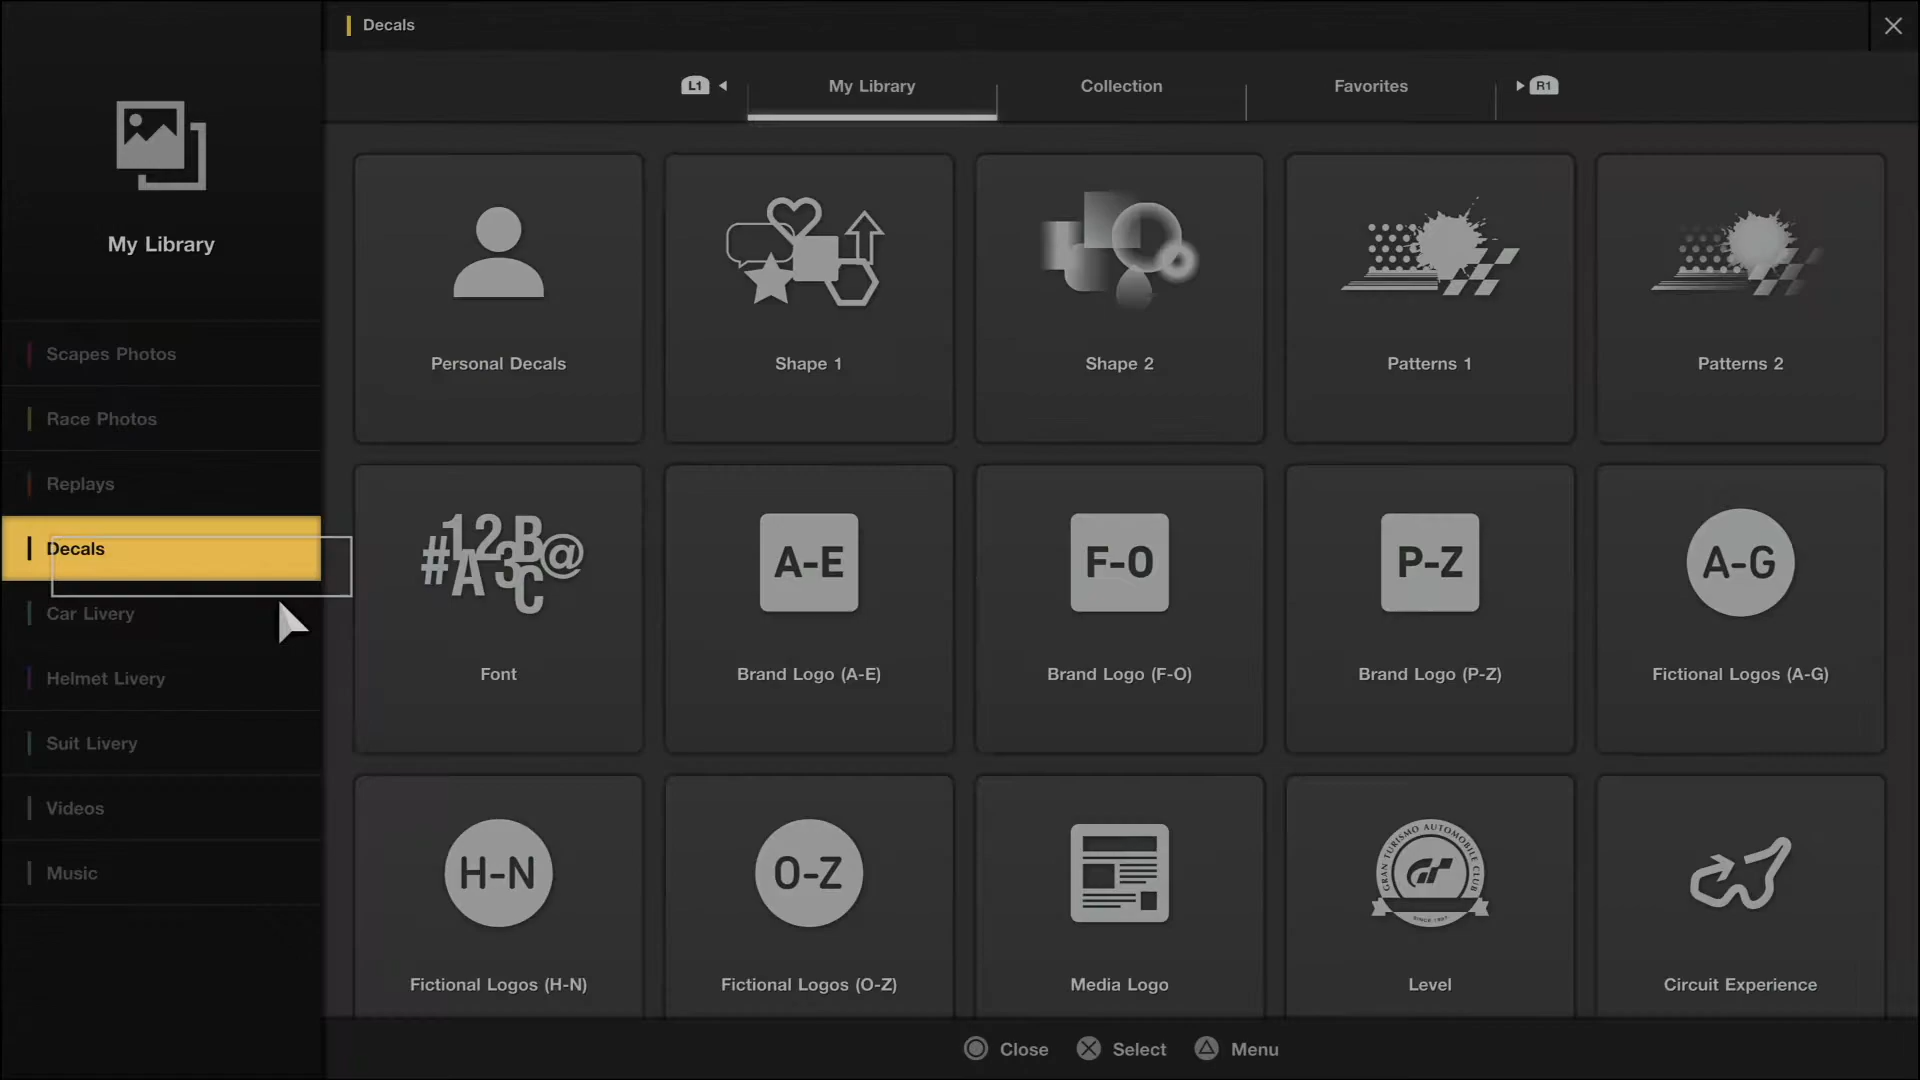 Decals
My Library
L1
My Library
Collection
Favorites
R1
Scapes Photos
Race Photos
Replays
Decals
Car Livery
Helmet Livery
Suit Livery
Videos
Music
Personal Decals
Shape 1
Shape 2
Patterns 1
Patterns 2
#123ABC@
A-E
F-O
P-Z
A-G
Font
Brand Logo (A-E)
Brand Logo (F-O)
Brand Logo (P-Z)
Fictional Logos (A-G)
H-N
O-Z
GRAN TURISMO AUTOMOBILE CLUB
GT
SINCE 1997
Fictional Logos (H-N)
Fictional Logos (O-Z)
Media Logo
Level
Circuit Experience
Close
Select
Menu